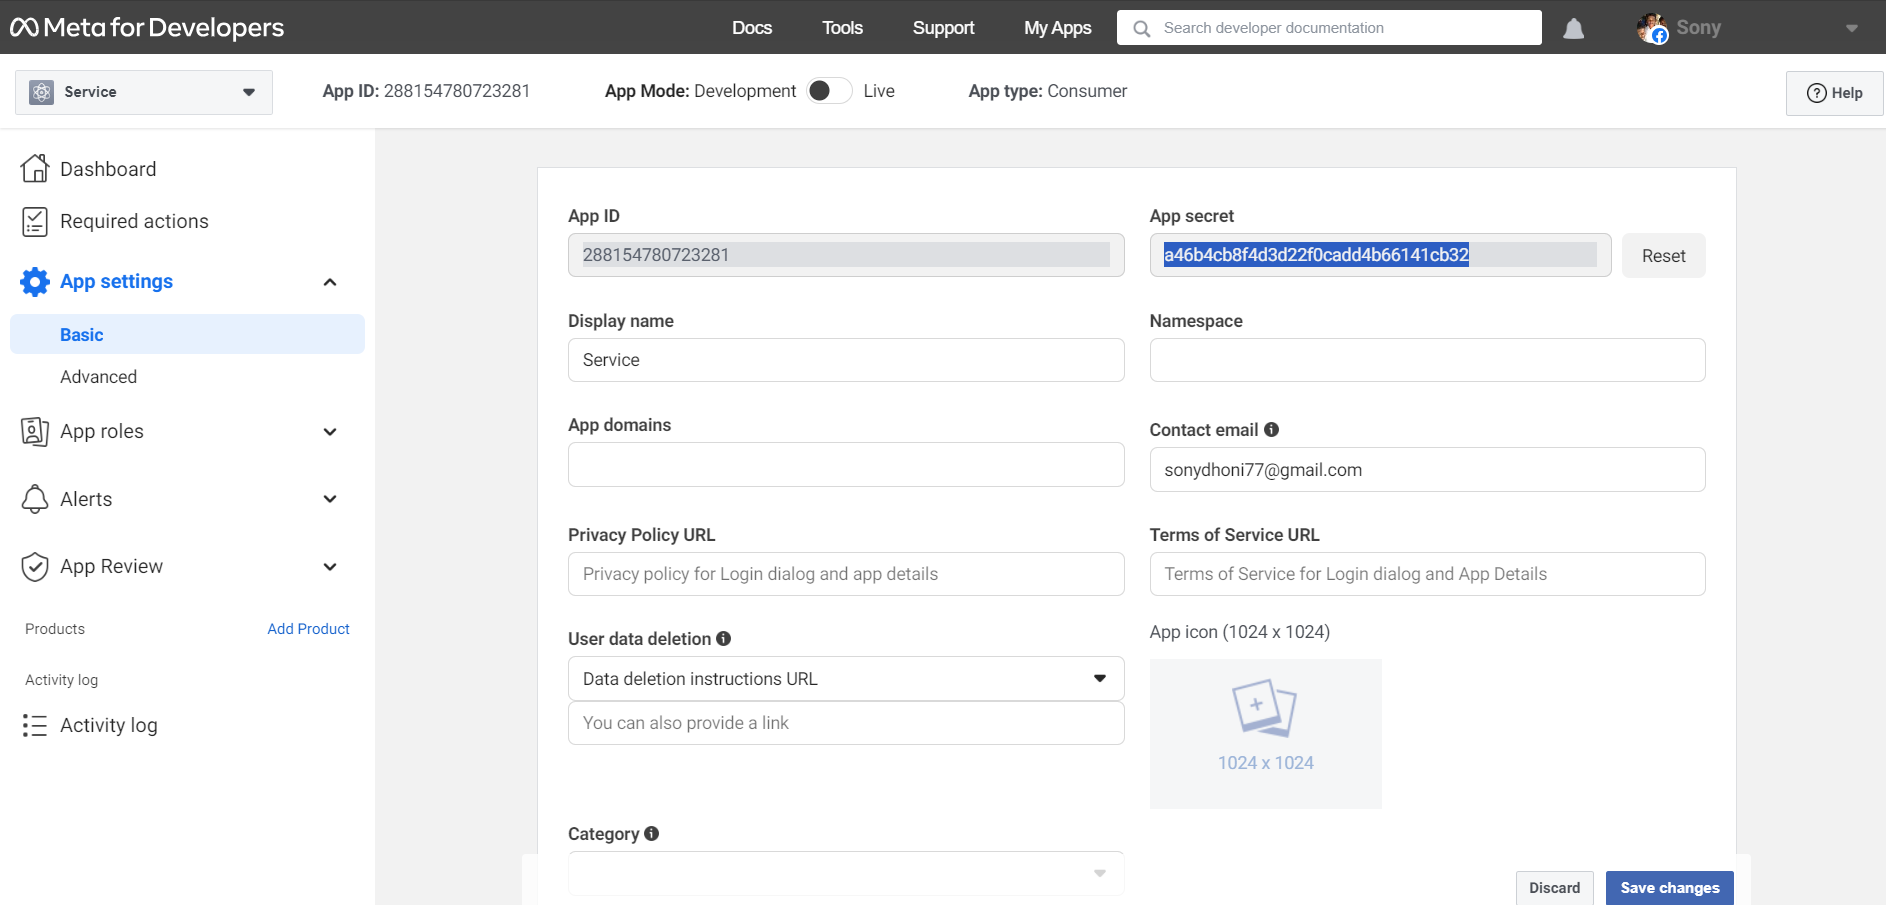 Meta for Developers
Docs
Tools
Support
My Apps
Search developer documentation
Sony
Service
App ID: 288154780723281
App Mode: Development
Live
App type: Consumer
Help
Dashboard
Required actions
App settings
Basic
Advanced
App roles
Alerts
App Review
Products
Add Product
Activity log
Activity log
App ID
288154780723281
App secret
a46b4cb8f4d3d22f0cadd4b66141cb32
Reset
Display name
Service
Namespace
App domains
Contact email
sonydhoni77@gmail.com
Privacy Policy URL
Privacy policy for Login dialog and app details
Terms of Service URL
Terms of Service for Login dialog and App Details
User data deletion
Data deletion instructions URL
You can also provide a link
App icon (1024 x 1024)
1024 x 1024
Category
Discard
Save changes